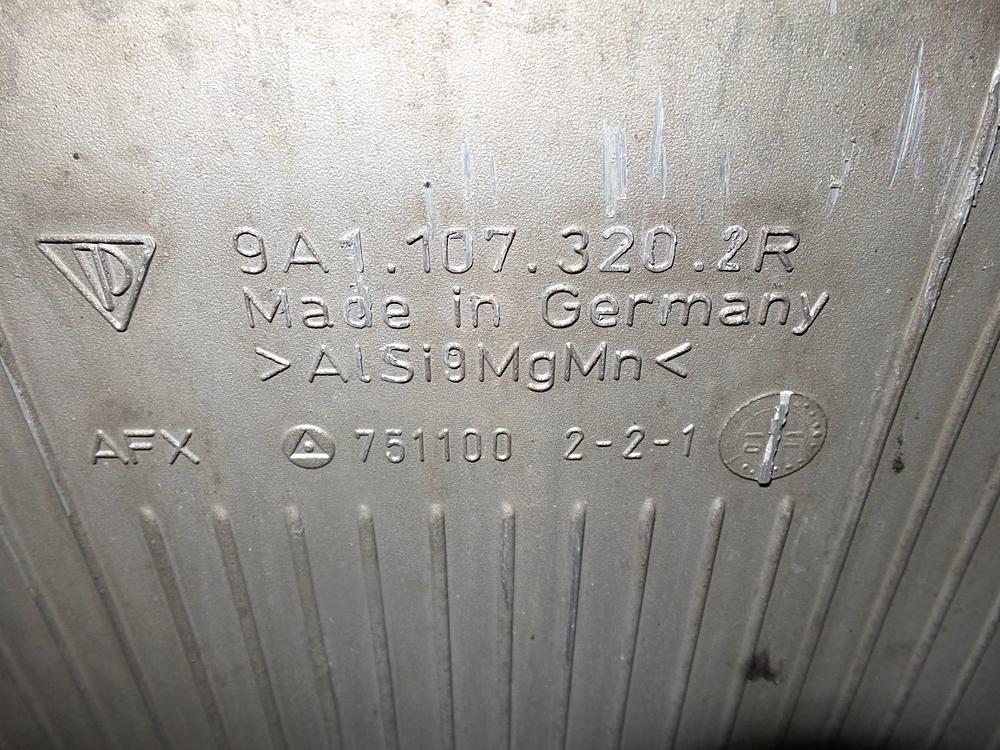 9A1.107.320.2R
Made in Germany
>AlSi9MgMn<
AFX 751100 2-2-1